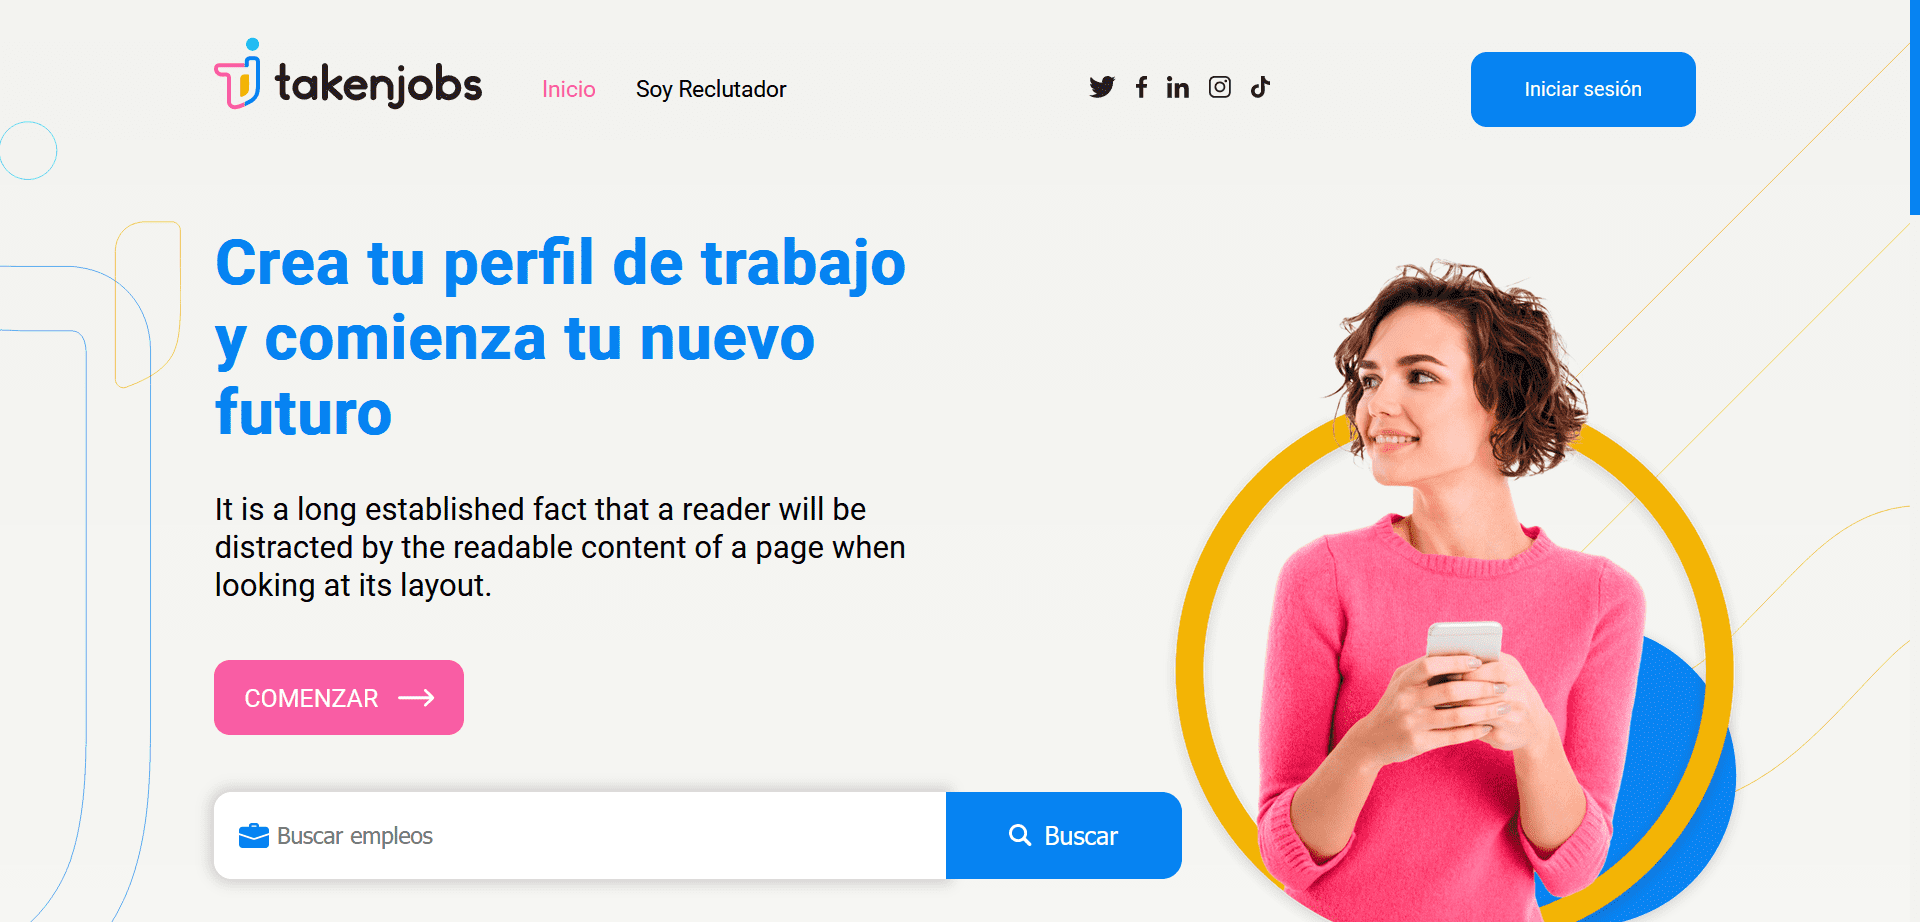 takenjobs
Inicio
Soy Reclutador
Iniciar sesión
Crea tu perfil de trabajo
y comienza tu nuevo
futuro
It is a long established fact that a reader will be
distracted by the readable content of a page when
looking at its layout.
COMENZAR
Buscar empleos
Buscar